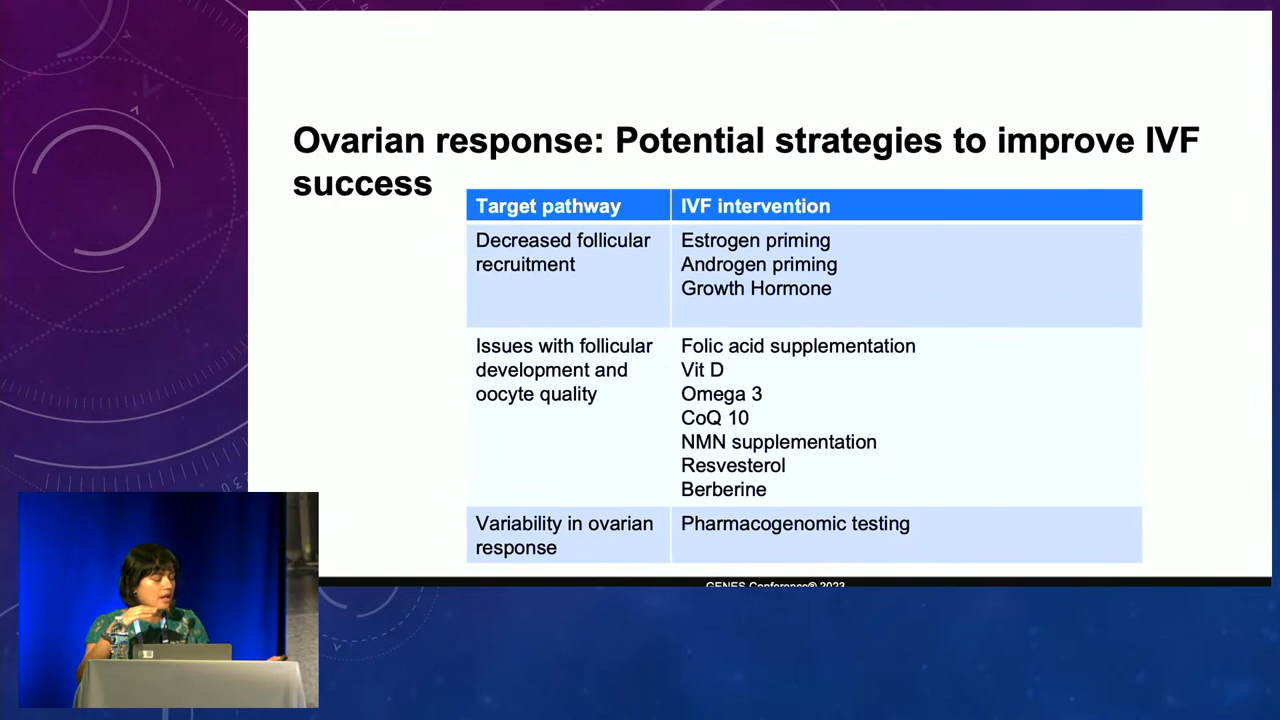 Ovarian response: Potential strategies to improve IVF
success
Target pathway
IVF intervention
Decreased follicular
recruitment
Estrogen priming
Androgen priming
Growth Hormone
Issues with follicular
development and
oocyte quality
Folic acid supplementation
Vit D
Omega 3
CoQ 10
NMN supplementation
Resvesterol
Berberine
Variability in ovarian
response
Pharmacogenomic testing
GENES Conference® 2023